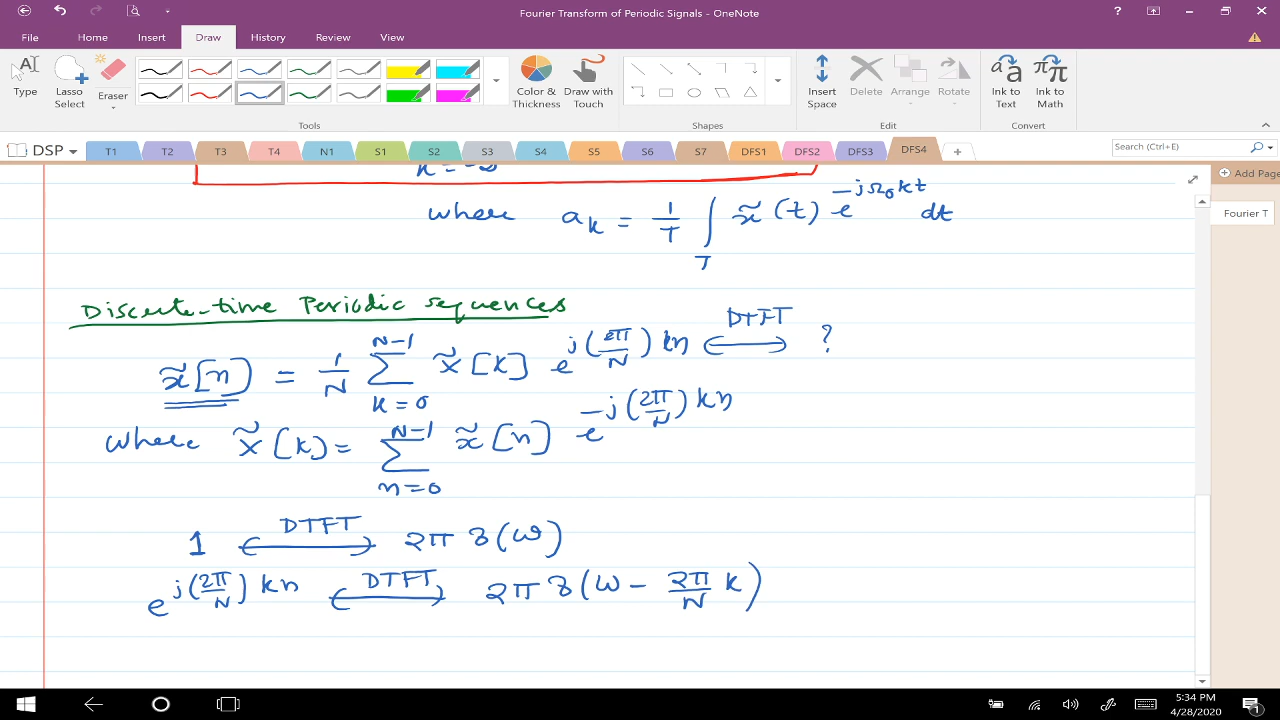 Fourier Transform of Periodic Signals - OneNote
File Home Insert Draw History Review View
Type Lasso Select Eraser Color & Thickness Draw with Touch Insert Space Delete Arrange Rotate Ink to Text Ink to Math
Tools Shapes Edit Convert
DSP T1 T2 T3 T4 N1 S1 S2 S3 S4 S5 S6 S7 DFS1 DFS2 DFS3 DFS4 Search (Ctrl+E)
Add Page
Fourier T
where a_k = 1/T ∫_T x̃(t) e^{-jΩ₀kt} dt
Discrete-time Periodic sequences
x̃[n] = 1/N Σ_{k=0}^{N-1} X̃[k] e^{j(2π/N)kn} ⟷ DTFT ?
where X̃[k] = Σ_{n=0}^{N-1} x̃[n] e^{-j(2π/N)kn}
1 ⟷ DTFT 2π δ(ω)
e^{j(2π/N)kn} ⟷ DTFT 2π δ(ω - 2π/N k)
5:34 PM
4/28/2020